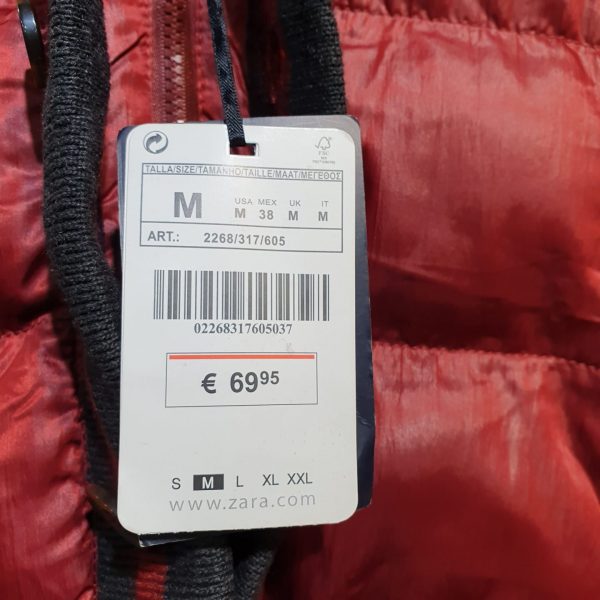 FSC
TALLA/SIZE/TAMANHO/TAILLE/MAAT/ΜΕΓΕΘΟΣ
M
USA MEX UK IT
M 38 M M
ART.: 2268/317/605
02268317605037
€ 6995
S M L XL XXL
www.zara.com